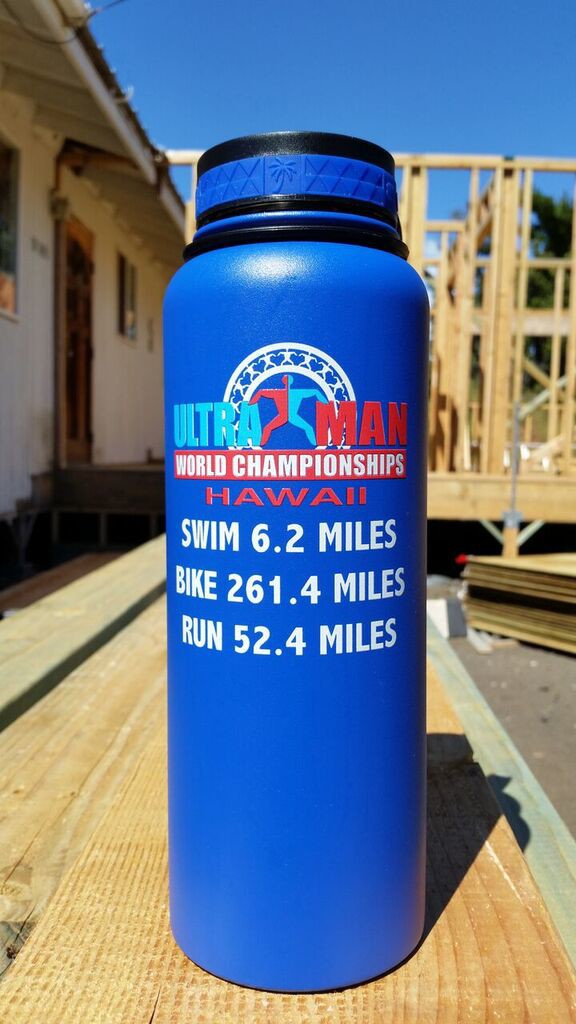 ULTRA MAN
WORLD CHAMPIONSHIPS
HAWAII
SWIM 6.2 MILES
BIKE 261.4 MILES
RUN 52.4 MILES